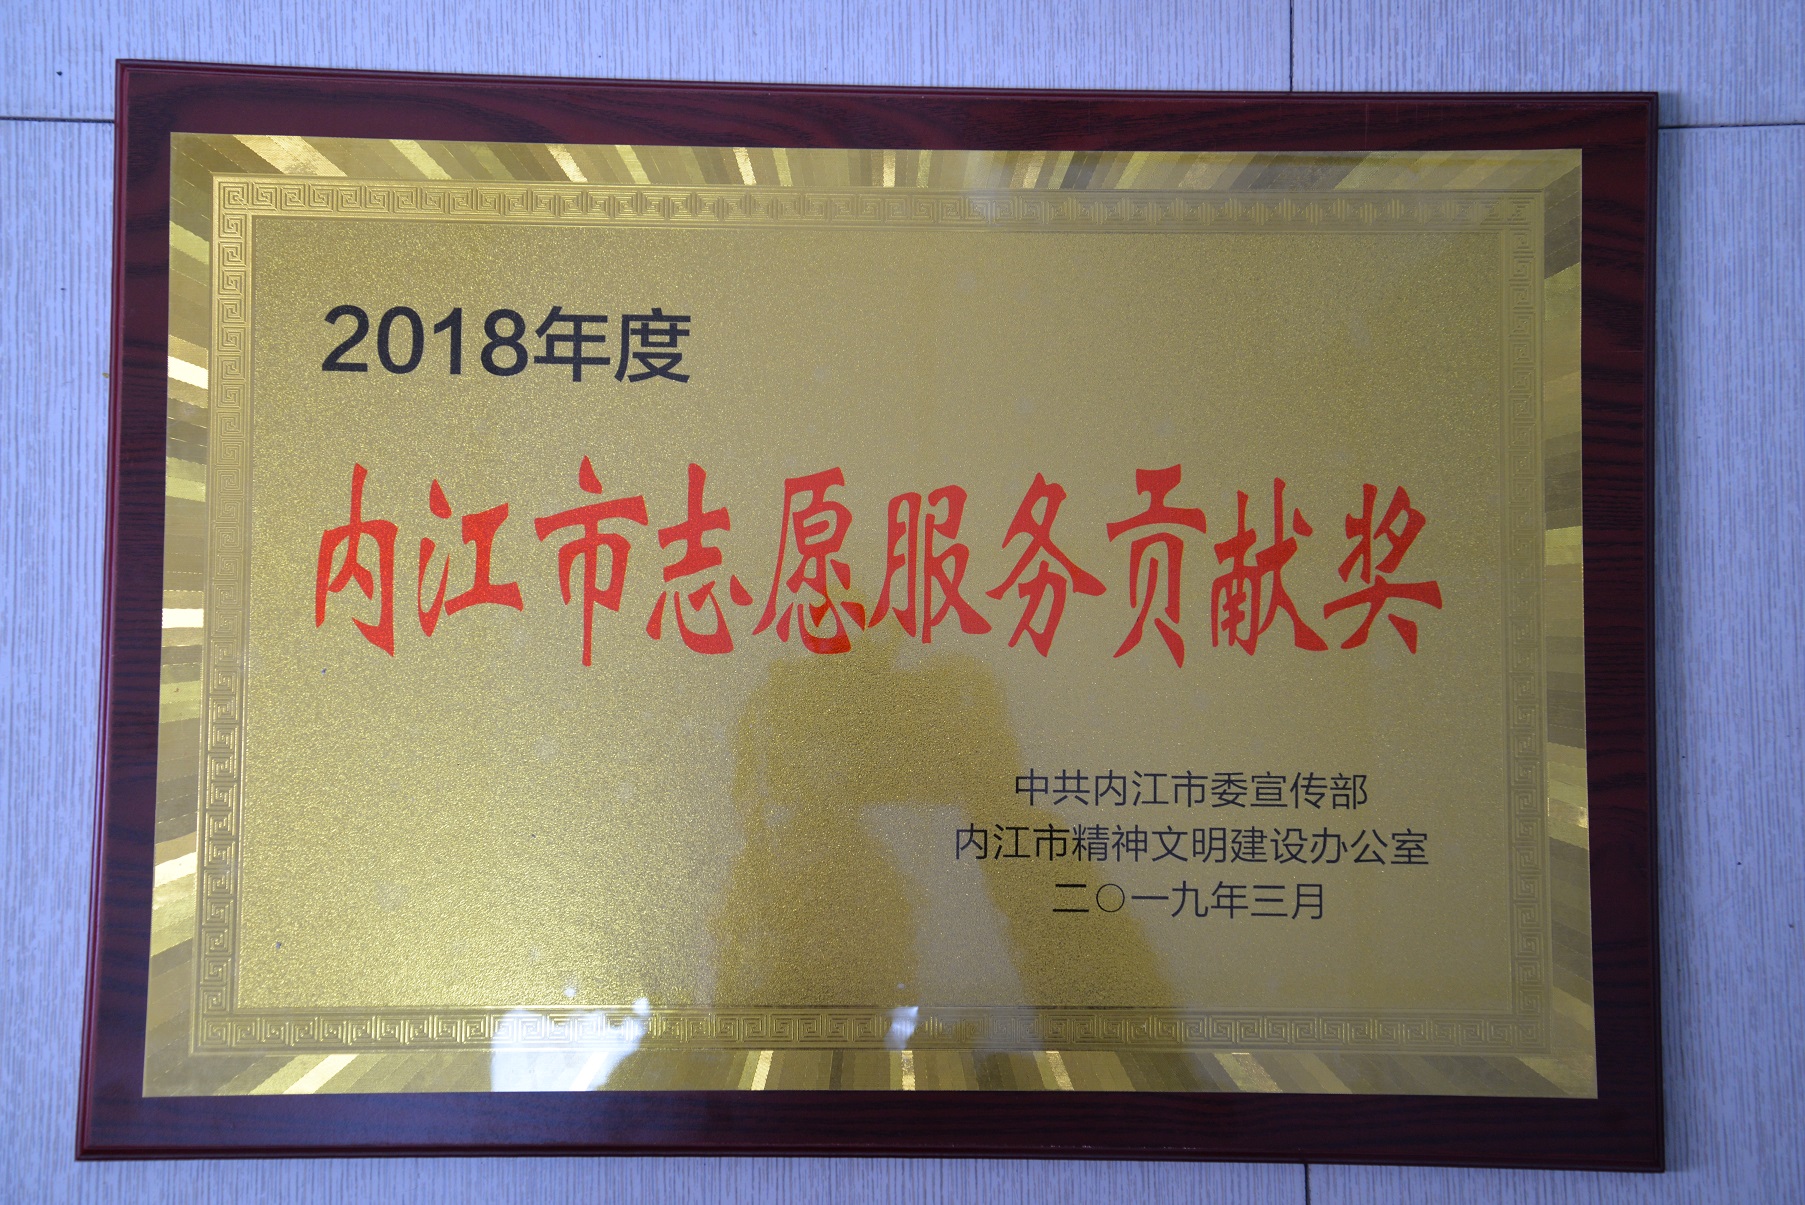 2018年度
内江市志愿服务贡献奖
中共内江市委宣传部
内江市精神文明建设办公室
二〇一九年三月